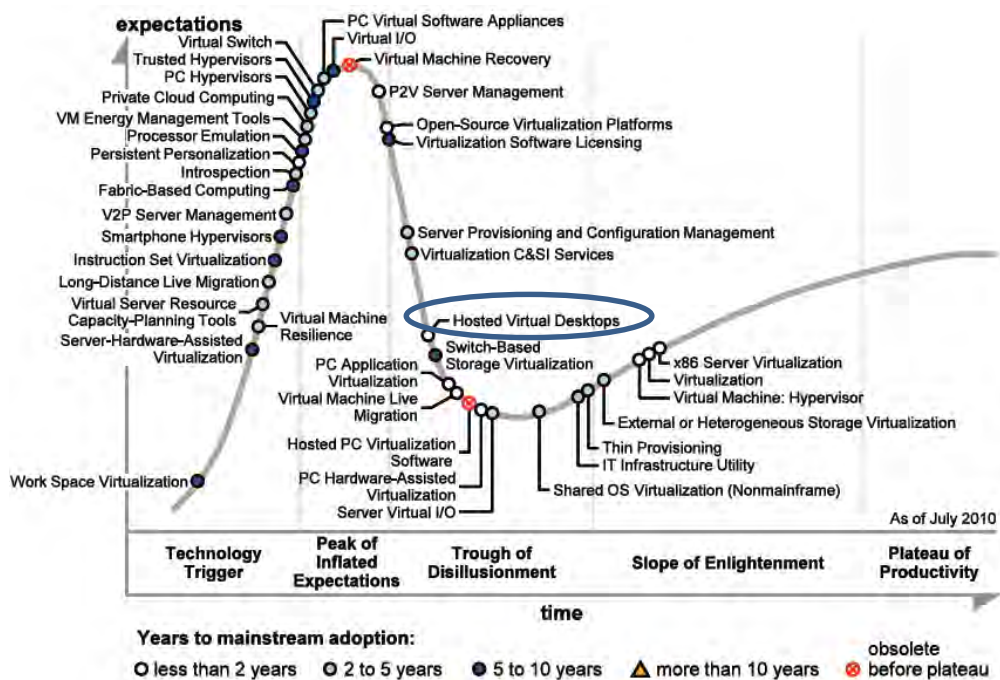 expectations
PC Virtual Software Appliances
Virtual I/O
Virtual Switch
Trusted Hypervisors
PC Hypervisors
Private Cloud Computing
VM Energy Management Tools
Processor Emulation
Persistent Personalization
Introspection
Fabric-Based Computing
V2P Server Management
Smartphone Hypervisors
Instruction Set Virtualization
Long-Distance Live Migration
Virtual Server Resource
Capacity-Planning Tools
Server-Hardware-Assisted
Virtualization
Virtual Machine
Resilience
Work Space Virtualization
Virtual Machine Recovery
P2V Server Management
Open-Source Virtualization Platforms
Virtualization Software Licensing
Server Provisioning and Configuration Management
Virtualization C&SI Services
Hosted Virtual Desktops
Switch-Based
Storage Virtualization
PC Application
Virtualization
Virtual Machine Live
Migration
Hosted PC Virtualization
Software
PC Hardware-Assisted
Virtualization
Server Virtual I/O
x86 Server Virtualization
Virtualization
Virtual Machine: Hypervisor
External or Heterogeneous Storage Virtualization
Thin Provisioning
IT Infrastructure Utility
Shared OS Virtualization (Nonmainframe)
As of July 2010
Technology
Trigger
Peak of
Inflated
Expectations
Trough of
Disillusionment
Slope of Enlightenment
Plateau of
Productivity
time
Years to mainstream adoption:
less than 2 years
2 to 5 years
5 to 10 years
more than 10 years
obsolete
before plateau